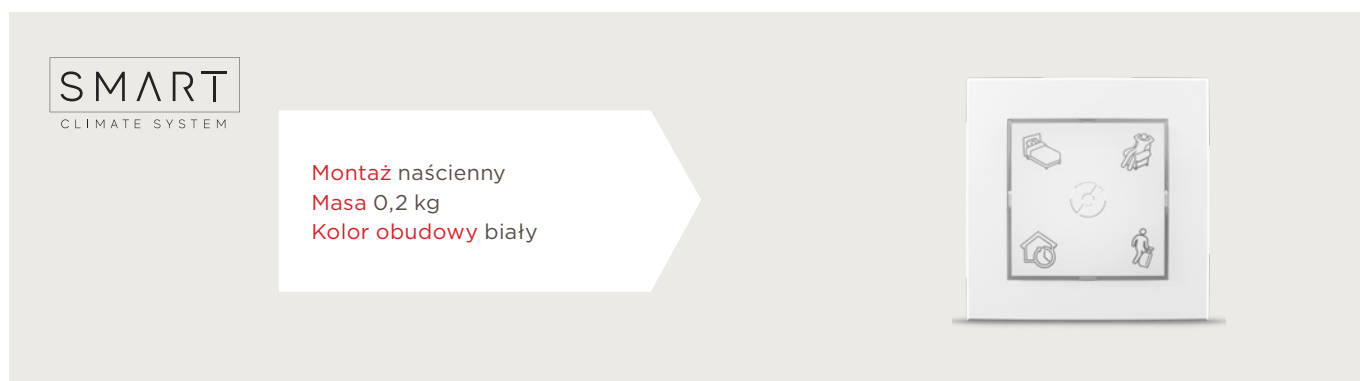 SMART
CLIMATE SYSTEM
Montaż naścienny
Masa 0,2 kg
Kolor obudowy biały